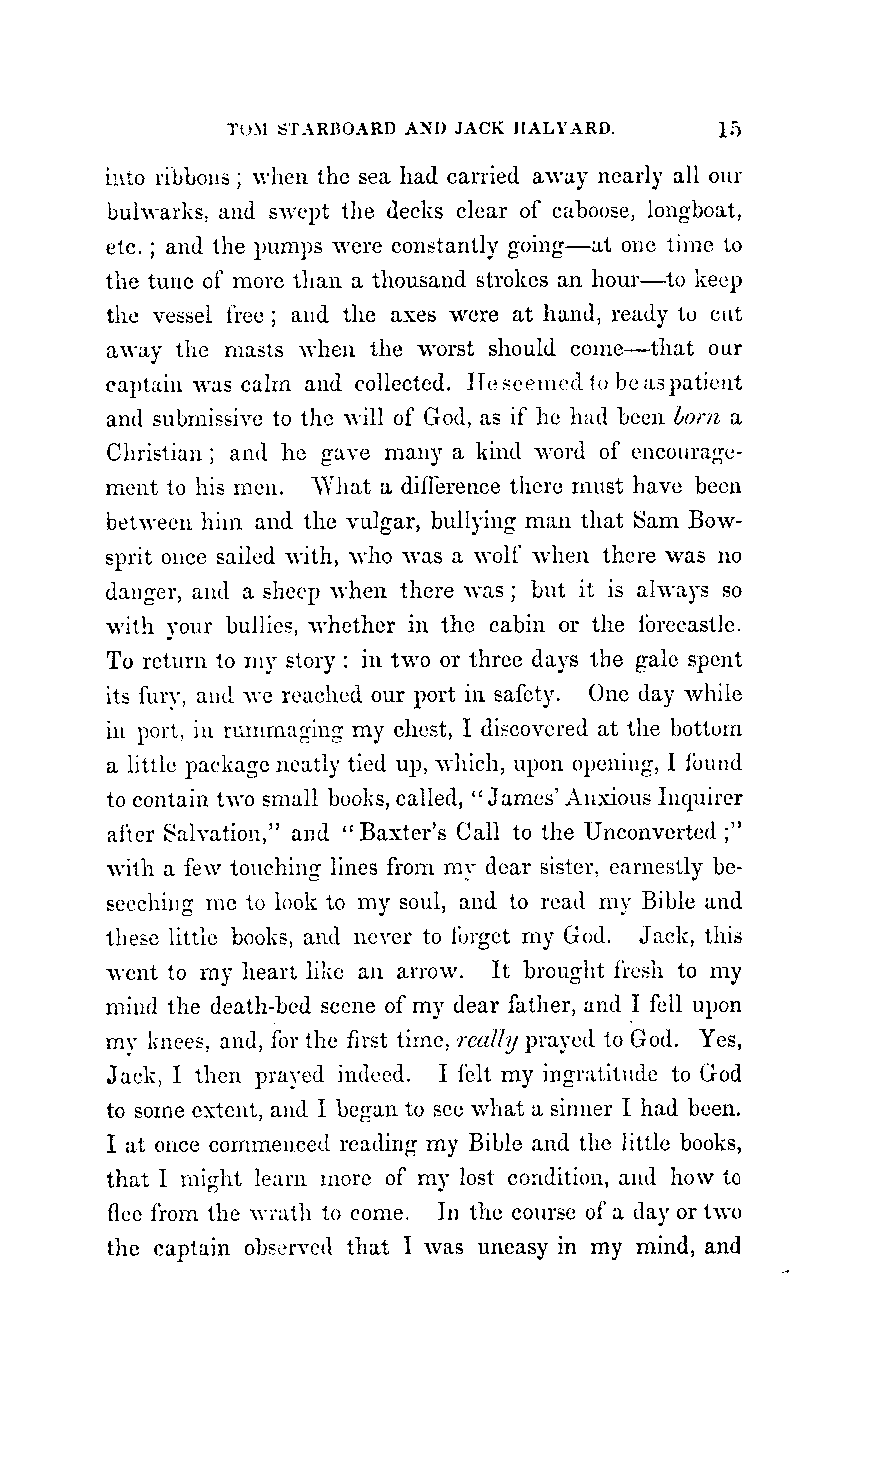 TOM STARBOARD AND JACK HALYARD. 15
into ribbons; when the sea had carried away nearly all our
bulwarks, and swept the decks clear of caboose, longboat,
etc.; and the pumps were constantly going—at one time to
the tune of more than a thousand strokes an hour—to keep
the vessel free; and the axes were at hand, ready to cut
away the masts when the worst should come—that our
captain was calm and collected. He seemed to be as patient
and submissive to the will of God, as if he had been born a
Christian; and he gave many a kind word of encourage-
ment to his men. What a difference there must have been
between him and the vulgar, bullying man that Sam Bow-
sprit once sailed with, who was a wolf when there was no
danger, and a sheep when there was; but it is always so
with your bullies, whether in the cabin or the forecastle.
To return to my story: in two or three days the gale spent
its fury, and we reached our port in safety. One day while
in port, in rummaging my chest, I discovered at the bottom
a little package neatly tied up, which, upon opening, I found
to contain two small books, called, "James' Anxious Inquirer
after Salvation," and "Baxter's Call to the Unconverted;"
with a few touching lines from my dear sister, earnestly be-
seeching me to look to my soul, and to read my Bible and
these little books, and never to forget my God. Jack, this
went to my heart like an arrow. It brought fresh to my
mind the death-bed scene of my dear father, and I fell upon
my knees, and, for the first time, really prayed to God. Yes,
Jack, I then prayed indeed. I felt my ingratitude to God
to some extent, and I began to see what a sinner I had been.
I at once commenced reading my Bible and the little books,
that I might learn more of my lost condition, and how to
flee from the wrath to come. In the course of a day or two
the captain observed that I was uneasy in my mind, and